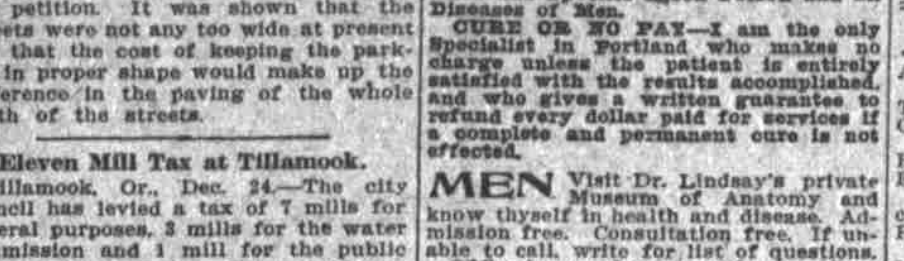 petition. It was shown that the
ets were not any too wide at present
that the cost of keeping the park-
in proper shape would make up the
erence in the paving of the whole
th of the streets.
Eleven Mill Tax at Tillamook.
illamook, Or., Dec. 24.—The city
ncil has levied a tax of 7 mills for
eral purposes, 3 mills for the water
mission and 1 mill for the public
Diseases of Men.
CURE OR NO PAY—I am the only
Specialist in Portland who makes no
charge unless the patient is entirely
satisfied with the results accomplished,
and who gives a written guarantee to
refund every dollar paid for services if
a complete and permanent cure is not
effected.
MEN Visit Dr. Lindsay's private
Museum of Anatomy and
know thyself in health and disease. Ad-
mission free. Consultation free. If un-
able to call, write for list of questions.